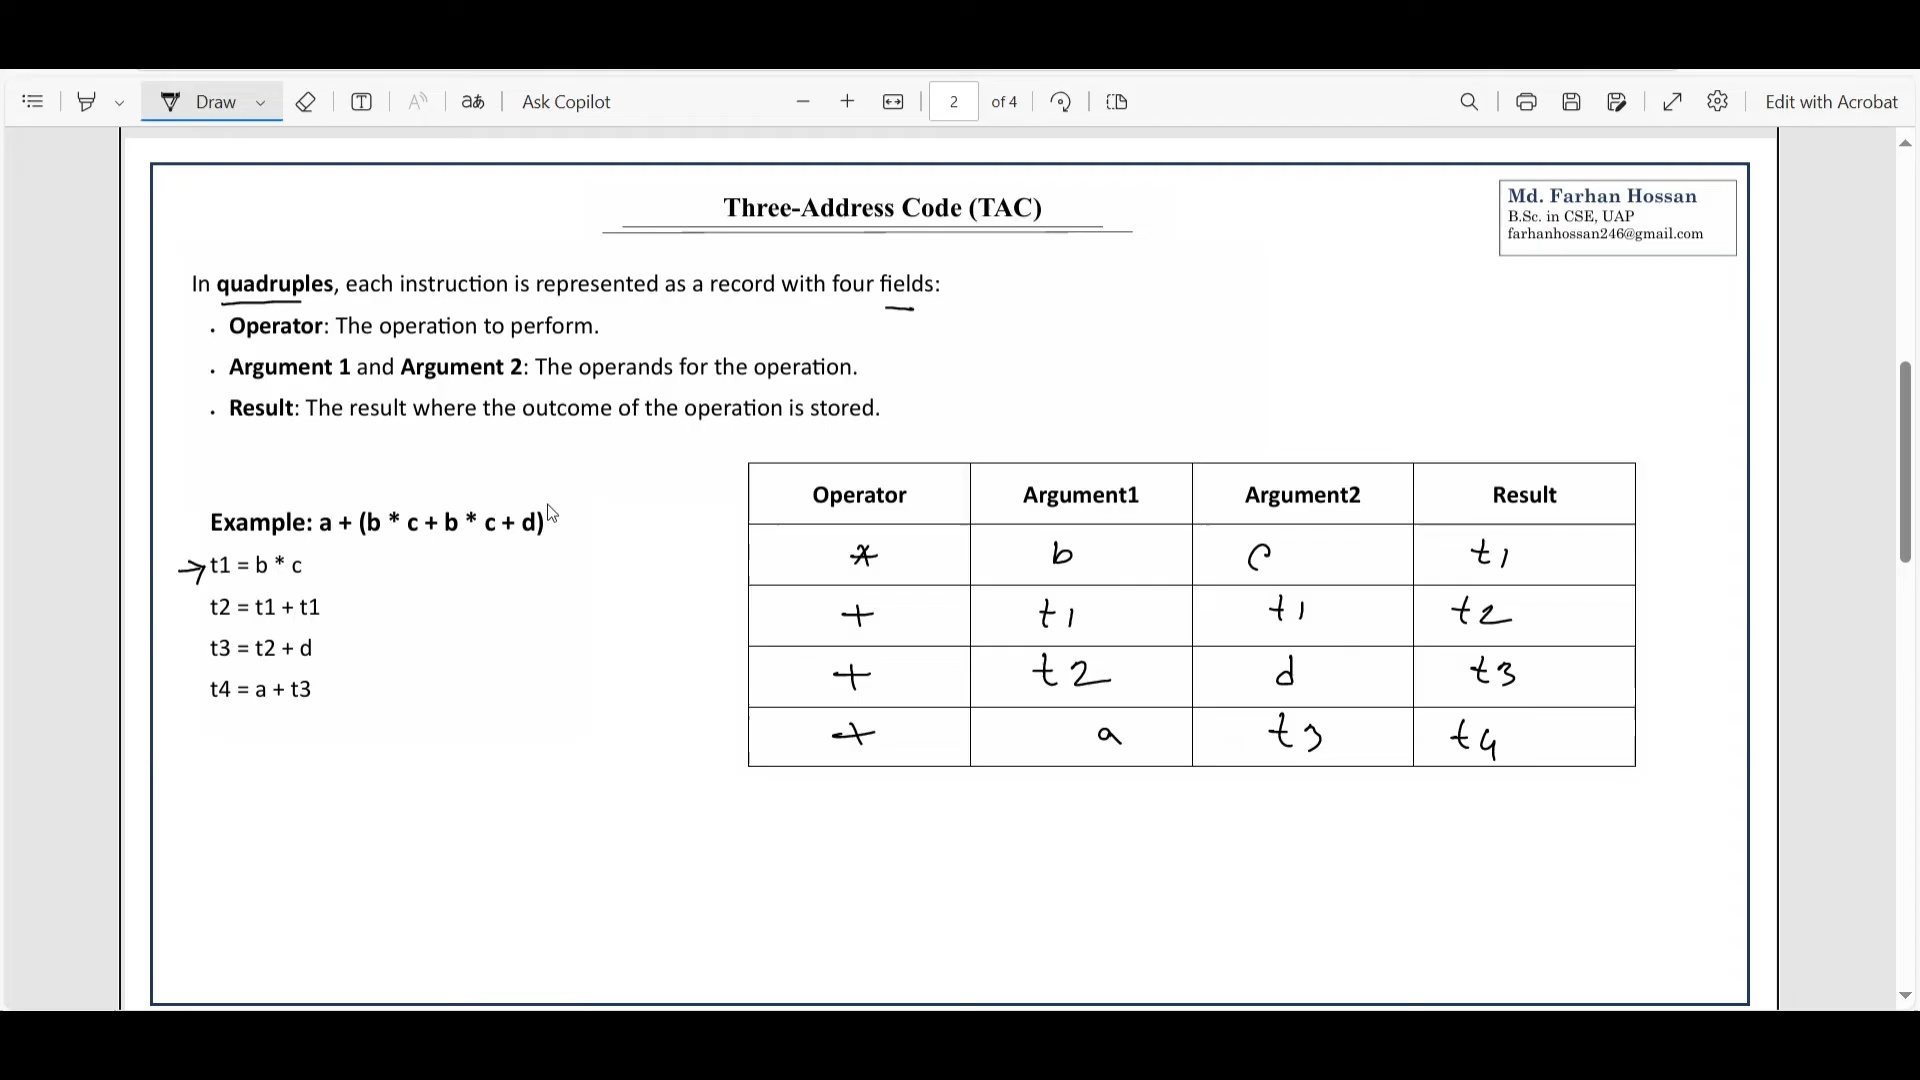 Draw
Ask Copilot
2 of 4
Edit with Acrobat
Three-Address Code (TAC)
Md. Farhan Hossan
B.Sc. in CSE, UAP
farhanhossan246@gmail.com
In quadruples, each instruction is represented as a record with four fields:
• Operator: The operation to perform.
• Argument 1 and Argument 2: The operands for the operation.
• Result: The result where the outcome of the operation is stored.
Example: a + (b * c + b * c + d)
t1 = b * c
t2 = t1 + t1
t3 = t2 + d
t4 = a + t3
Operator Argument1 Argument2 Result
* b c t1
+ t1 t1 t2
+ t2 d t3
+ a t3 t4